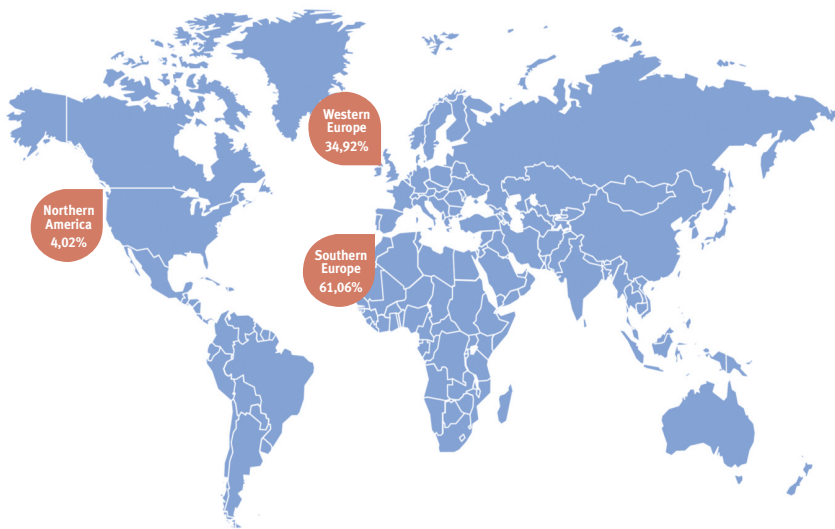 Western
Europe
34,92%
Northern
America
4,02%
Southern
Europe
61,06%